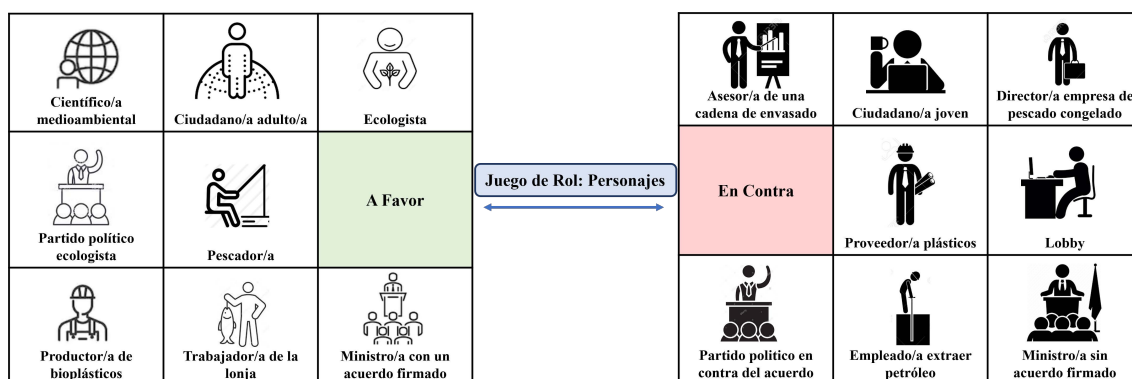 Científico/a
medioambiental
Ciudadano/a adulto/a
Ecologista
Partido político
ecologista
Pescador/a
A Favor
Productor/a de
bioplásticos
Trabajador/a de la
lonja
Ministro/a con un
acuerdo firmado
Juego de Rol: Personajes
Asesor/a de una
cadena de envasado
Ciudadano/a joven
Director/a empresa de
pescado congelado
En Contra
Proveedor/a plásticos
Lobby
Partido politico en
contra del acuerdo
Empleado/a extraer
petróleo
Ministro/a sin
acuerdo firmado